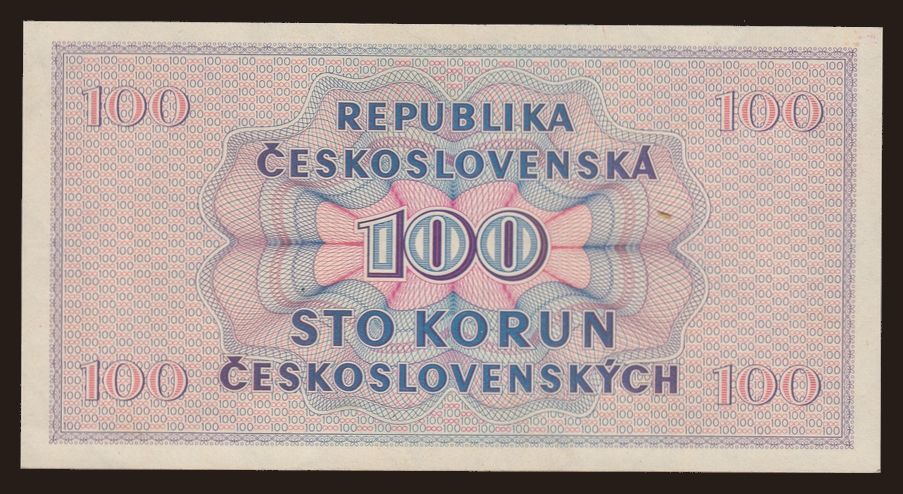 100 100
REPUBLIKA
ČESKOSLOVENSKÁ
100
STO KORUN
ČESKOSLOVENSKÝCH
100 100